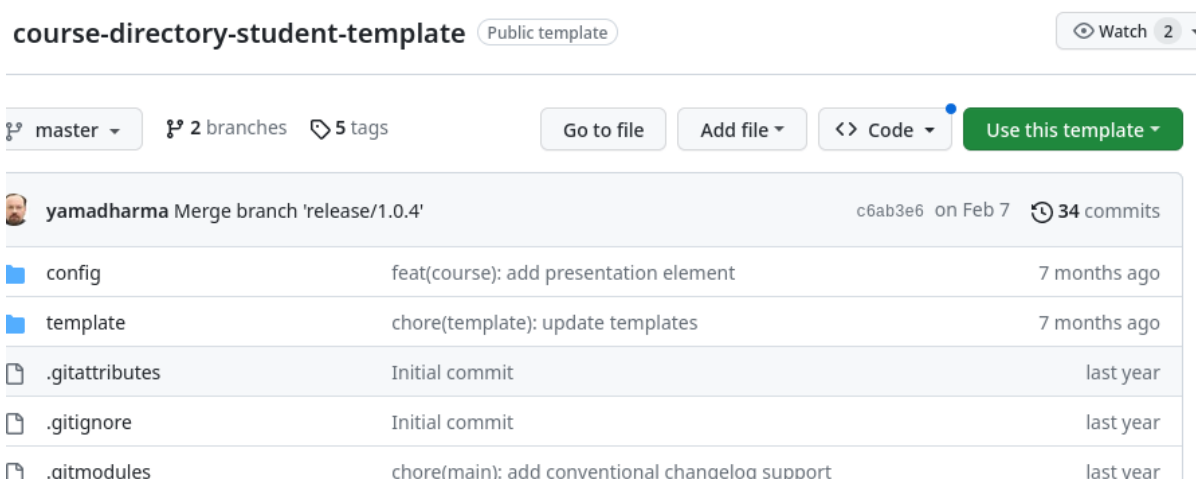 course-directory-student-template Public template Watch 2
master 2 branches 5 tags Go to file Add file <> Code Use this template
yamadharma Merge branch 'release/1.0.4' c6ab3e6 on Feb 7 34 commits
config feat(course): add presentation element 7 months ago
template chore(template): update templates 7 months ago
.gitattributes Initial commit last year
.gitignore Initial commit last year
.gitmodules chore(main): add conventional changelog support last year